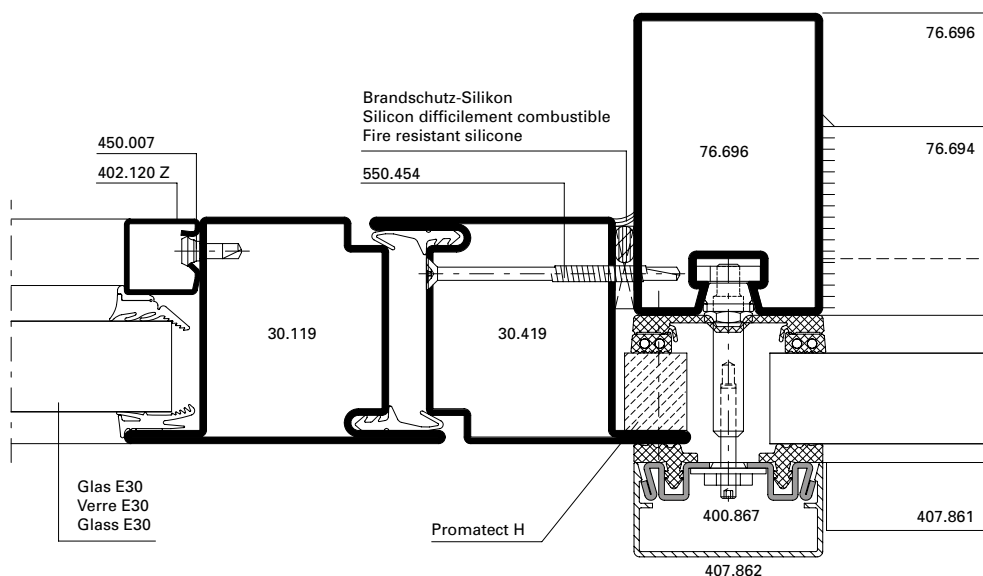 76.696
Brandschutz-Silikon
Silicon difficilement combustible
Fire resistant silicone
450.007
402.120 Z
550.454
76.696
76.694
30.119
30.419
Glas E30
Verre E30
Glass E30
Promatect H
400.867
407.861
407.862